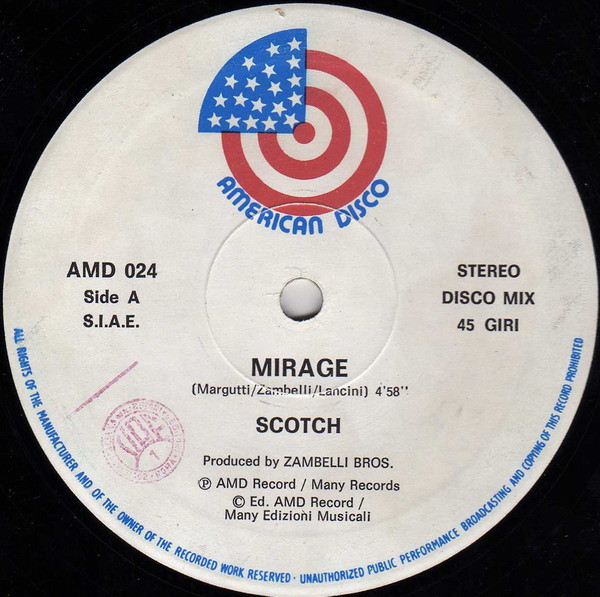 AMERICAN DISCO
AMD 024
Side A
S.I.A.E.
STEREO
DISCO MIX
45 GIRI
MIRAGE
(Margutti/Zambelli/Lancini) 4'58''
SCOTCH
Produced by ZAMBELLI BROS.
Ⓟ AMD Record / Many Records
© Ed. AMD Record /
Many Edizioni Musicali
ALL RIGHTS OF THE MANUFACTURER AND OF THE OWNER OF THE RECORDED WORK RESERVED · UNAUTHORIZED PUBLIC PERFORMANCE BROADCASTING AND COPYING OF THIS RECORD PROHIBITED